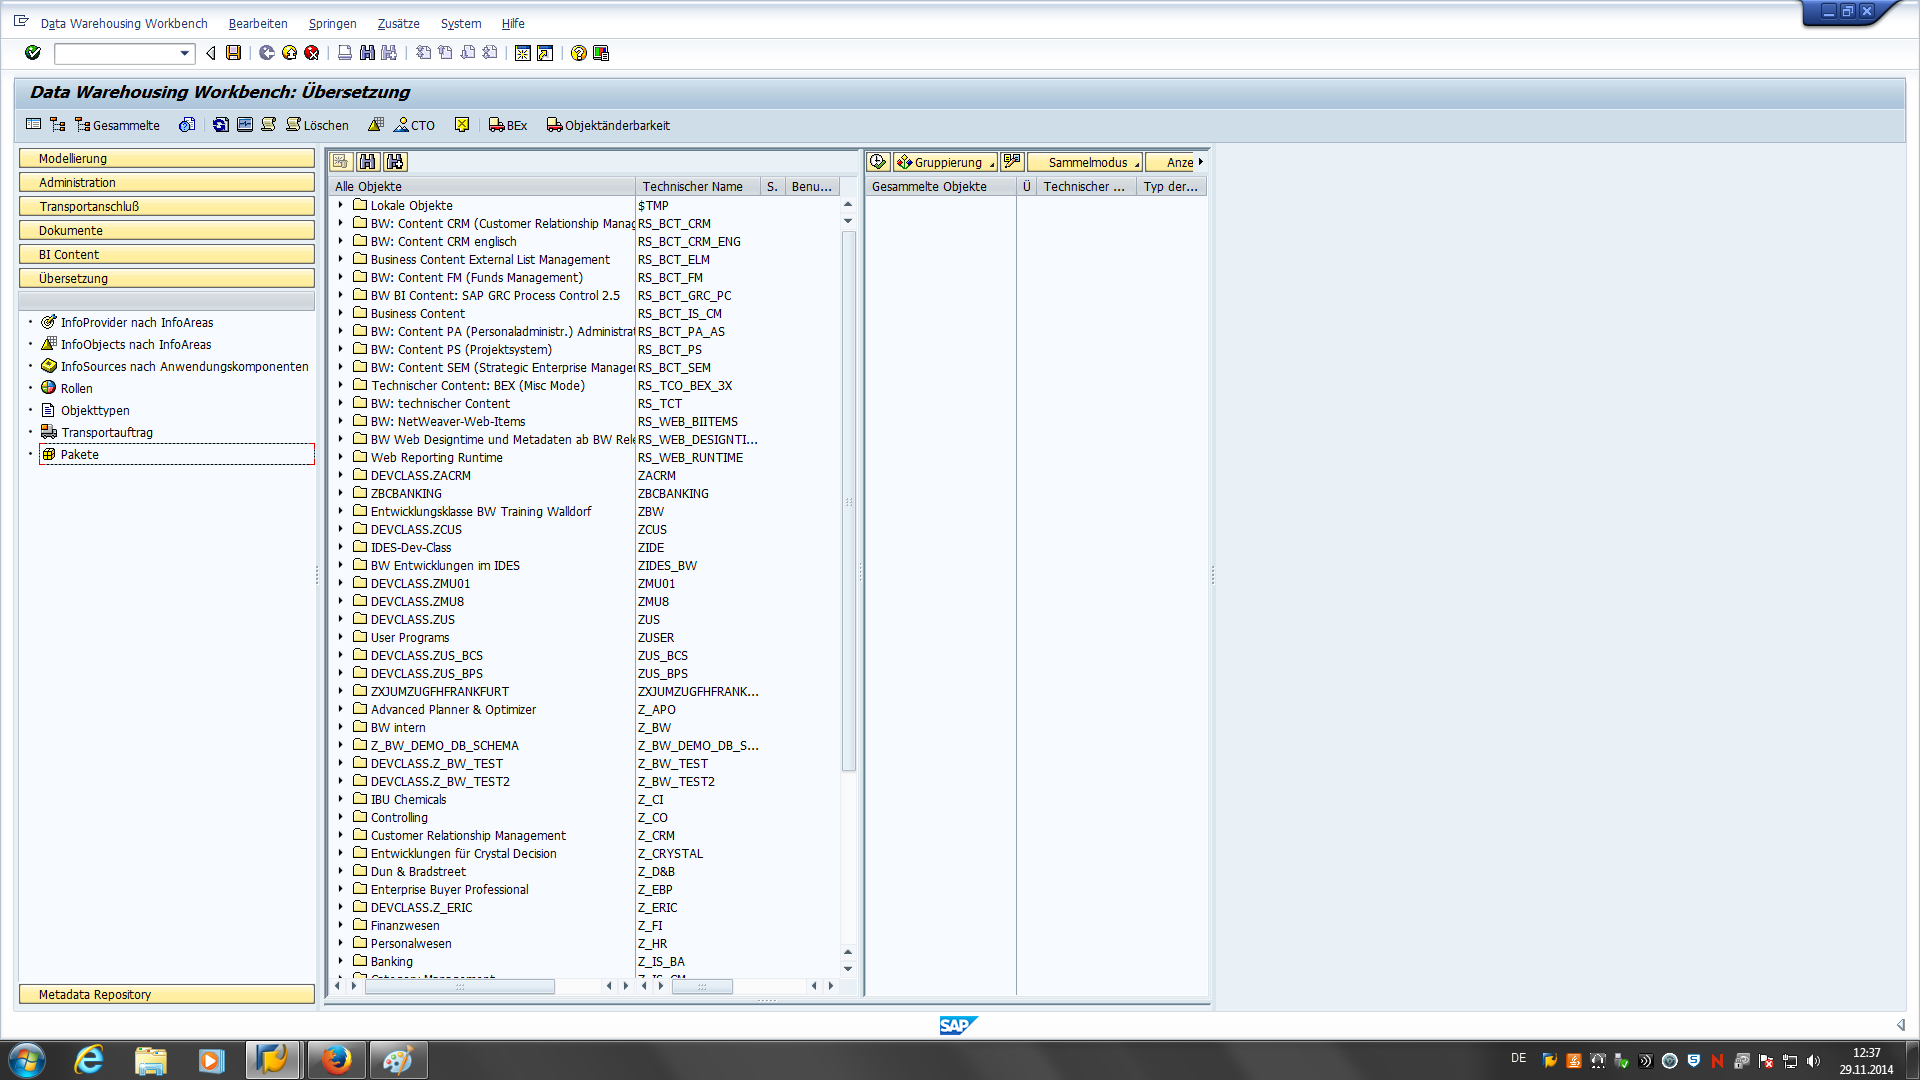 Data Warehousing Workbench Bearbeiten Springen Zusätze System Hilfe
Data Warehousing Workbench: Übersetzung
Gesammelte Löschen CTO BEx Objektänderbarkeit
Modellierung
Administration
Transportanschluß
Dokumente
BI Content
Übersetzung
InfoProvider nach InfoAreas
InfoObjects nach InfoAreas
InfoSources nach Anwendungskomponenten
Rollen
Objekttypen
Transportauftrag
Pakete
Metadata Repository
Alle Objekte Technischer Name S. Benu...
Lokale Objekte $TMP
BW: Content CRM (Customer Relationship Manag RS_BCT_CRM
BW: Content CRM englisch RS_BCT_CRM_ENG
Business Content External List Management RS_BCT_ELM
BW: Content FM (Funds Management) RS_BCT_FM
BW BI Content: SAP GRC Process Control 2.5 RS_BCT_GRC_PC
Business Content RS_BCT_IS_CM
BW: Content PA (Personaladministr.) Administrat RS_BCT_PA_AS
BW: Content PS (Projektsystem) RS_BCT_PS
BW: Content SEM (Strategic Enterprise Manager RS_BCT_SEM
Technischer Content: BEX (Misc Mode) RS_TCO_BEX_3X
BW: technischer Content RS_TCT
BW: NetWeaver-Web-Items RS_WEB_BIITEMS
BW Web Designtime und Metadaten ab BW Rele RS_WEB_DESIGNTI...
Web Reporting Runtime RS_WEB_RUNTIME
DEVCLASS.ZACRM ZACRM
ZBCBANKING ZBCBANKING
Entwicklungsklasse BW Training Walldorf ZBW
DEVCLASS.ZCUS ZCUS
IDES-Dev-Class ZIDE
BW Entwicklungen im IDES ZIDES_BW
DEVCLASS.ZMU01 ZMU01
DEVCLASS.ZMU8 ZMU8
DEVCLASS.ZUS ZUS
User Programs ZUSER
DEVCLASS.ZUS_BCS ZUS_BCS
DEVCLASS.ZUS_BPS ZUS_BPS
ZXJUMZUGFHFRANKFURT ZXJUMZUGFHFRANK...
Advanced Planner & Optimizer Z_APO
BW intern Z_BW
Z_BW_DEMO_DB_SCHEMA Z_BW_DEMO_DB_S...
DEVCLASS.Z_BW_TEST Z_BW_TEST
DEVCLASS.Z_BW_TEST2 Z_BW_TEST2
IBU Chemicals Z_CI
Controlling Z_CO
Customer Relationship Management Z_CRM
Entwicklungen für Crystal Decision Z_CRYSTAL
Dun & Bradstreet Z_D&B
Enterprise Buyer Professional Z_EBP
DEVCLASS.Z_ERIC Z_ERIC
Finanzwesen Z_FI
Personalwesen Z_HR
Banking Z_IS_BA
Category Management Z_IS_CM
Gruppierung Sammelmodus Anze
Gesammelte Objekte Ü Technischer ... Typ der...
SAP
DE 12:37
29.11.2014